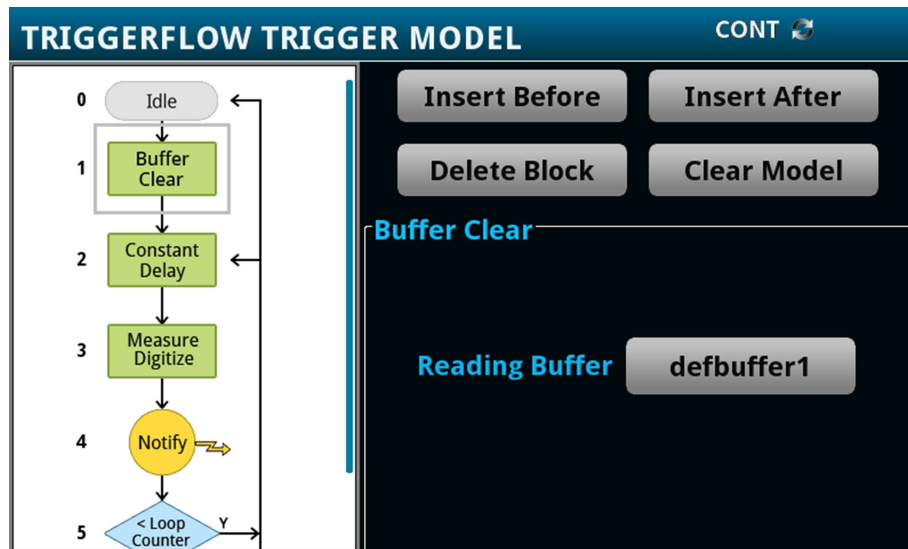 TRIGGERFLOW TRIGGER MODEL
CONT
0
Idle
1
Buffer
Clear
2
Constant
Delay
3
Measure
Digitize
4
Notify
5
< Loop
Counter
Y
Insert Before
Insert After
Delete Block
Clear Model
Buffer Clear
Reading Buffer
defbuffer1